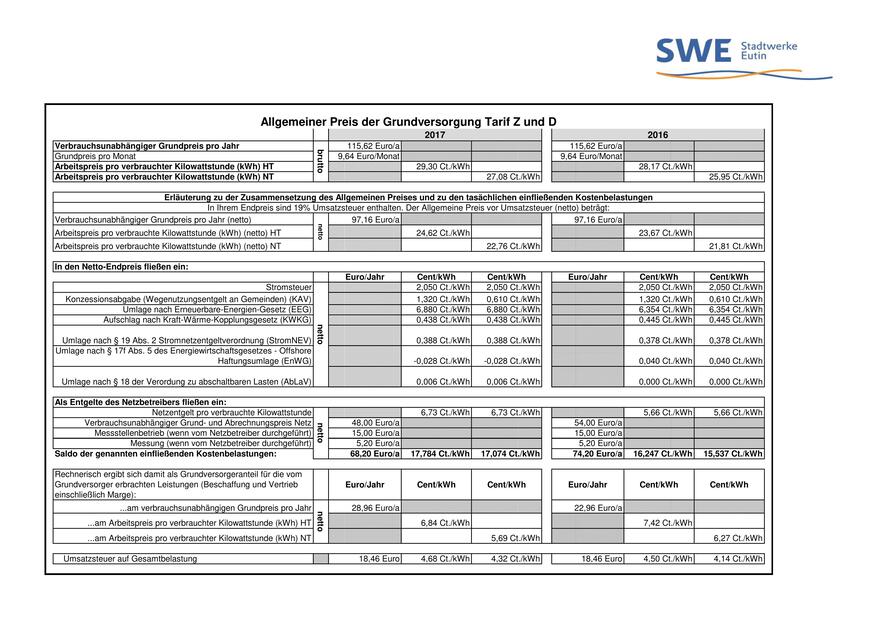 SWE Stadtwerke
Eutin
Allgemeiner Preis der Grundversorgung Tarif Z und D
2017 2016
brutto
Verbrauchsunabhängiger Grundpreis pro Jahr 115,62 Euro/a 115,62 Euro/a
Grundpreis pro Monat 9,64 Euro/Monat 9,64 Euro/Monat
Arbeitspreis pro verbrauchter Kilowattstunde (kWh) HT 29,30 Ct./kWh 28,17 Ct./kWh
Arbeitspreis pro verbrauchter Kilowattstunde (kWh) NT 27,08 Ct./kWh 25,95 Ct./kWh
Erläuterung zu der Zusammensetzung des Allgemeinen Preises und zu den tasächlichen einfließenden Kostenbelastungen
In Ihrem Endpreis sind 19% Umsatzsteuer enthalten. Der Allgemeine Preis vor Umsatzsteuer (netto) beträgt:
netto
Verbrauchsunabhängiger Grundpreis pro Jahr (netto) 97,16 Euro/a 97,16 Euro/a
Arbeitspreis pro verbrauchte Kilowattstunde (kWh) (netto) HT 24,62 Ct./kWh 23,67 Ct./kWh
Arbeitspreis pro verbrauchte Kilowattstunde (kWh) (netto) NT 22,76 Ct./kWh 21,81 Ct./kWh
In den Netto-Endpreis fließen ein:
Euro/Jahr Cent/kWh Cent/kWh Euro/Jahr Cent/kWh Cent/kWh
netto
Stromsteuer 2,050 Ct./kWh 2,050 Ct./kWh 2,050 Ct./kWh 2,050 Ct./kWh
Konzessionsabgabe (Wegenutzungsentgelt an Gemeinden) (KAV) 1,320 Ct./kWh 0,610 Ct./kWh 1,320 Ct./kWh 0,610 Ct./kWh
Umlage nach Erneuerbare-Energien-Gesetz (EEG) 6,880 Ct./kWh 6,880 Ct./kWh 6,354 Ct./kWh 6,354 Ct./kWh
Aufschlag nach Kraft-Wärme-Kopplungsgesetz (KWKG) 0,438 Ct./kWh 0,438 Ct./kWh 0,445 Ct./kWh 0,445 Ct./kWh
Umlage nach § 19 Abs. 2 Stromnetzentgeltverordnung (StromNEV) 0,388 Ct./kWh 0,388 Ct./kWh 0,378 Ct./kWh 0,378 Ct./kWh
Umlage nach § 17f Abs. 5 des Energiewirtschaftsgesetzes - Offshore
Haftungsumlage (EnWG) -0,028 Ct./kWh -0,028 Ct./kWh 0,040 Ct./kWh 0,040 Ct./kWh
Umlage nach § 18 der Verordung zu abschaltbaren Lasten (AbLaV) 0,006 Ct./kWh 0,006 Ct./kWh 0,000 Ct./kWh 0,000 Ct./kWh
Als Entgelte des Netzbetreibers fließen ein:
netto
Netzentgelt pro verbrauchte Kilowattstunde 6,73 Ct./kWh 6,73 Ct./kWh 5,66 Ct./kWh 5,66 Ct./kWh
Verbrauchsunabhängiger Grund- und Abrechnungspreis Netz 48,00 Euro/a 54,00 Euro/a
Messstellenbetrieb (wenn vom Netzbetreiber durchgeführt) 15,00 Euro/a 15,00 Euro/a
Messung (wenn vom Netzbetreiber durchgeführt) 5,20 Euro/a 5,20 Euro/a
Saldo der genannten einfließenden Kostenbelastungen: 68,20 Euro/a 17,784 Ct./kWh 17,074 Ct./kWh 74,20 Euro/a 16,247 Ct./kWh 15,537 Ct./kWh
Rechnerisch ergibt sich damit als Grundversorgeranteil für die vom
Grundversorger erbrachten Leistungen (Beschaffung und Vertrieb
einschließlich Marge):
Euro/Jahr Cent/kWh Cent/kWh Euro/Jahr Cent/kWh Cent/kWh
netto
...am verbrauchsunabhängigen Grundpreis pro Jahr 28,96 Euro/a 22,96 Euro/a
...am Arbeitspreis pro verbrauchter Kilowattstunde (kWh) HT 6,84 Ct./kWh 7,42 Ct./kWh
...am Arbeitspreis pro verbrauchter Kilowattstunde (kWh) NT 5,69 Ct./kWh 6,27 Ct./kWh
Umsatzsteuer auf Gesamtbelastung 18,46 Euro 4,68 Ct./kWh 4,32 Ct./kWh 18,46 Euro 4,50 Ct./kWh 4,14 Ct./kWh